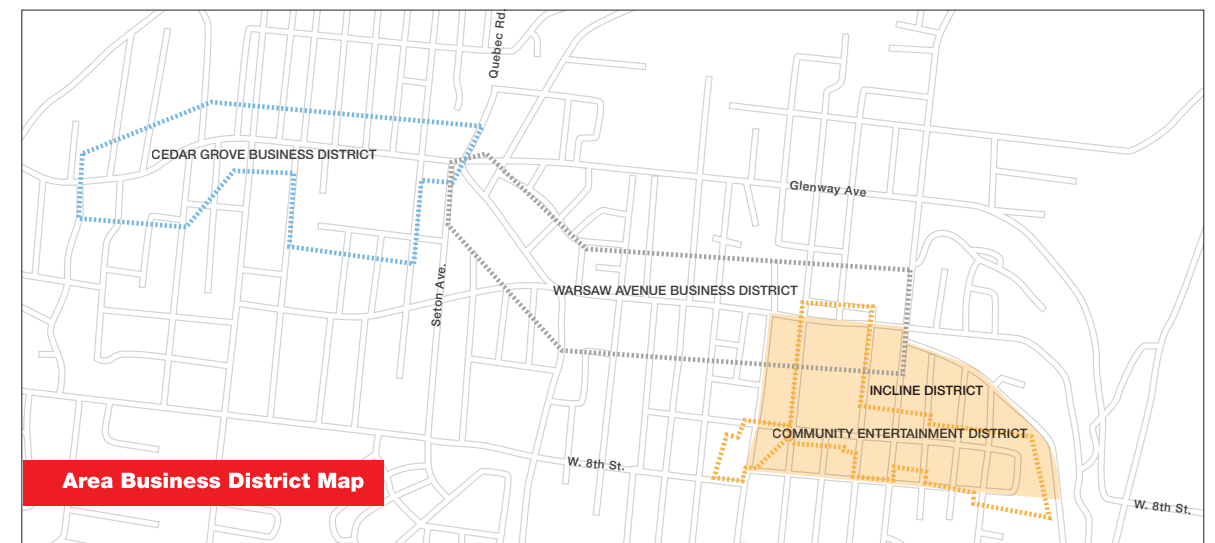 Quebec Rd.
CEDAR GROVE BUSINESS DISTRICT
Glenway Ave
WARSAW AVENUE BUSINESS DISTRICT
Seton Ave.
INCLINE DISTRICT
COMMUNITY ENTERTAINMENT DISTRICT
W. 8th St.
Area Business District Map
W. 8th St.